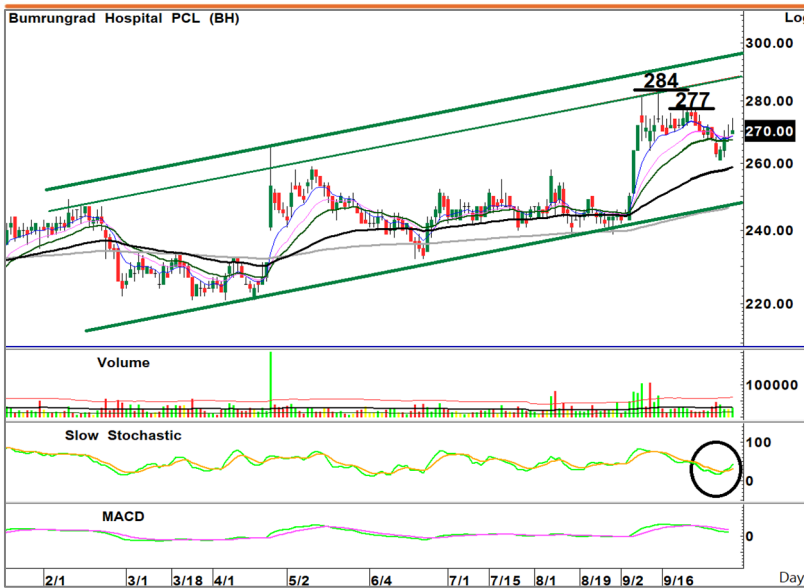 Bumrungrad Hospital PCL (BH)
Log
300.00
284
280.00
277
270.00
260.00
240.00
220.00
Volume
100000
Slow Stochastic
100
0
MACD
0
2/1 3/1 3/18 4/1 5/2 6/4 7/1 7/15 8/1 8/19 9/2 9/16
Day